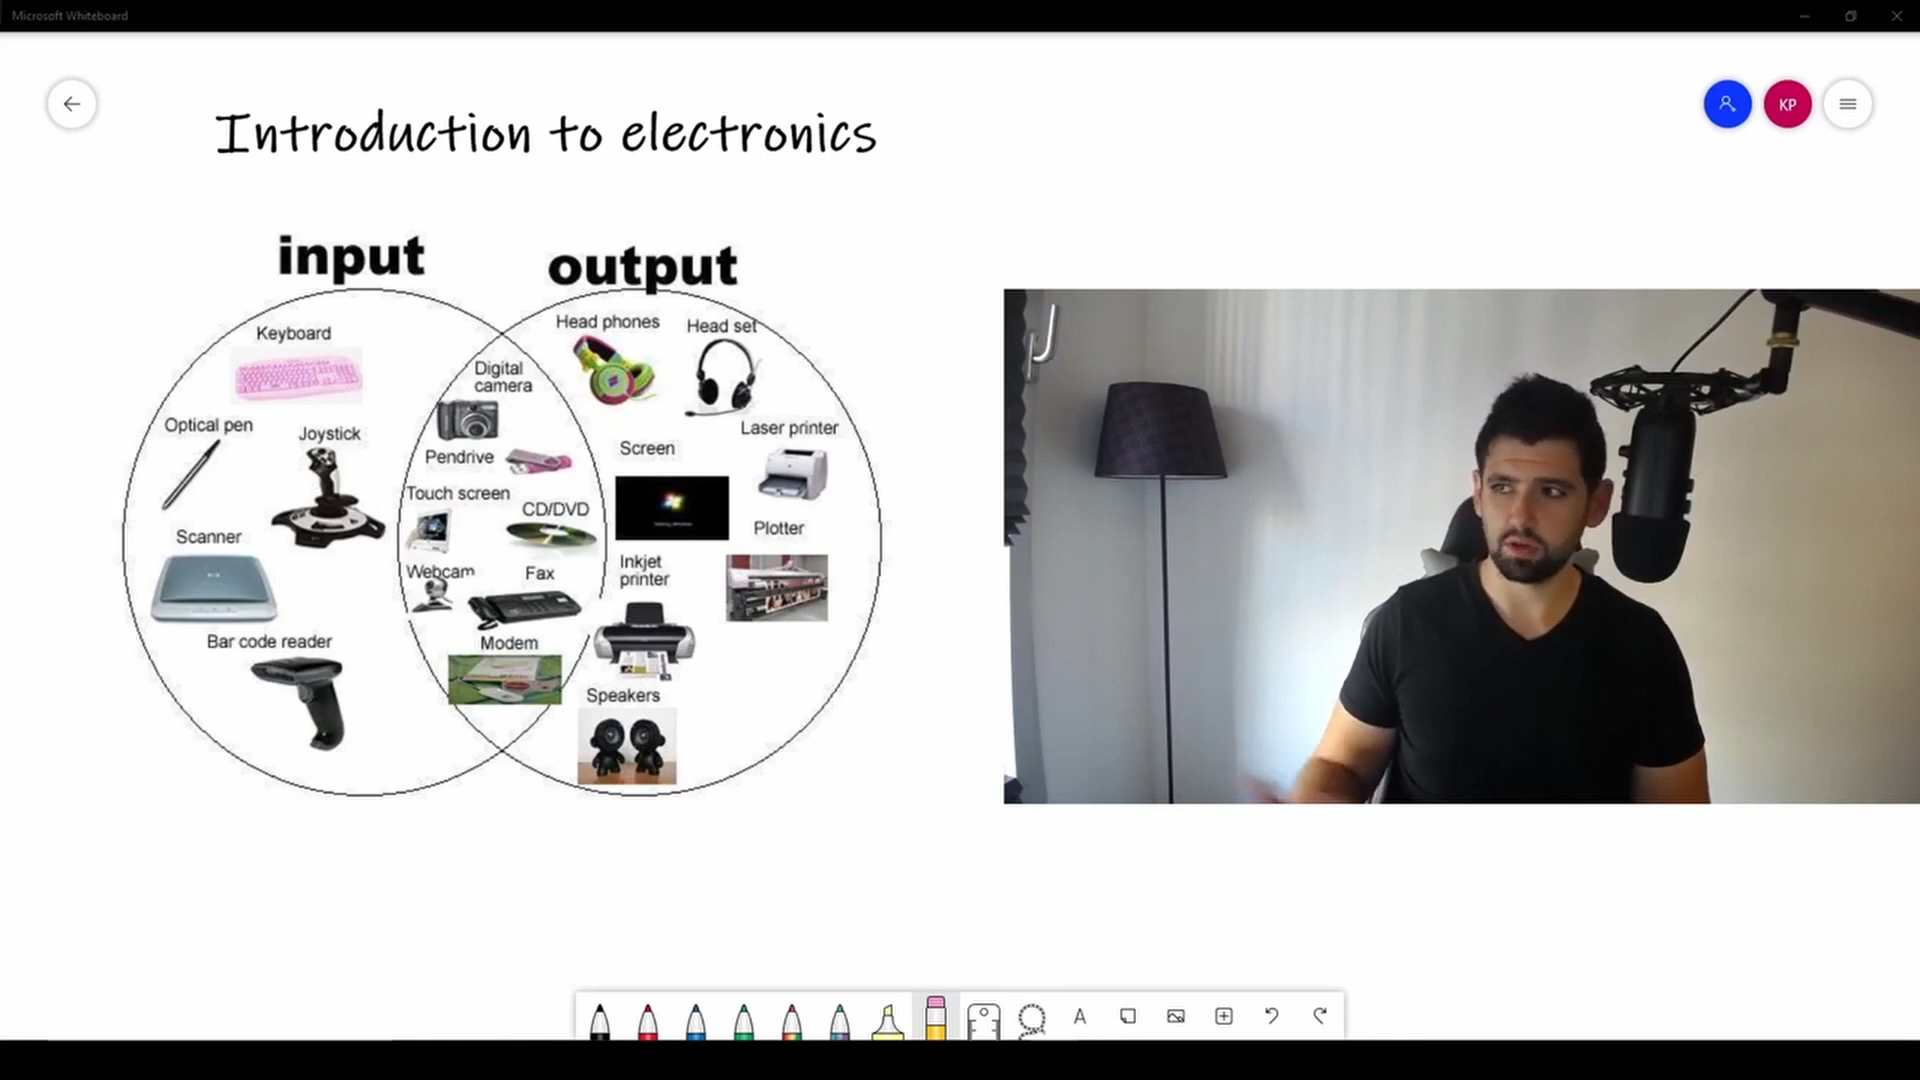 Microsoft Whiteboard
KP
Introduction to electronics
input
output
Keyboard
Optical pen
Joystick
Scanner
Bar code reader
Digital
camera
Pendrive
Touch screen
CD/DVD
Webcam
Fax
Modem
Head phones
Head set
Screen
Laser printer
Plotter
Inkjet
printer
Speakers
A